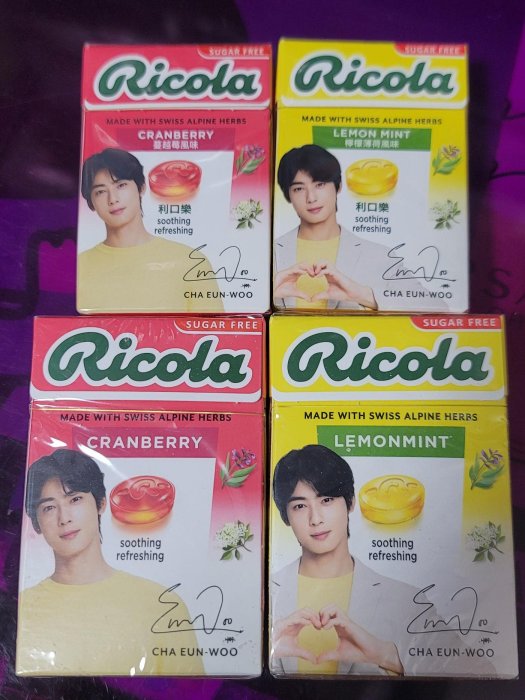 SUGAR FREE
Ricola
MADE WITH SWISS ALPINE HERBS
CRANBERRY
蔓越莓風味
利口樂
soothing
refreshing
CHA EUN-WOO
SUGAR FREE
Ricola
MADE WITH SWISS ALPINE HERBS
LEMON MINT
檸檬薄荷風味
利口樂
soothing
refreshing
CHA EUN-WOO
SUGAR FREE
Ricola
MADE WITH SWISS ALPINE HERBS
CRANBERRY
soothing
refreshing
CHA EUN-WOO
SUGAR FREE
Ricola
MADE WITH SWISS ALPINE HERBS
LEMONMINT
soothing
refreshing
CHA EUN-WOO